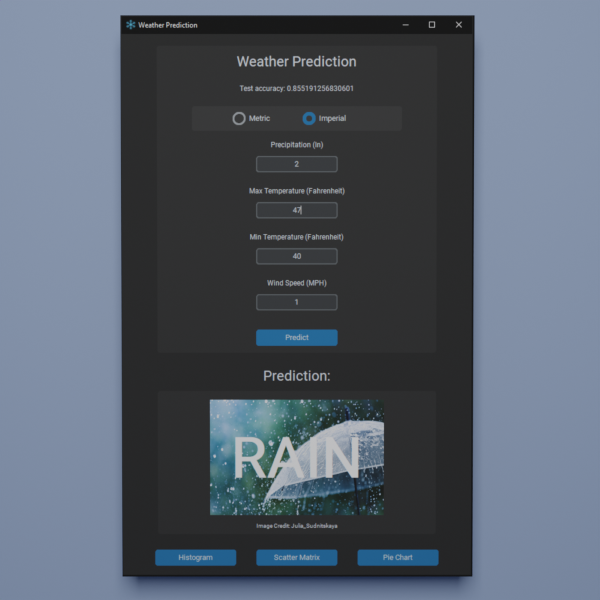 Weather Prediction
Weather Prediction
Test accuracy: 0.855191256830601
Metric Imperial
Precipitation (In)
2
Max Temperature (Fahrenheit)
47
Min Temperature (Fahrenheit)
40
Wind Speed (MPH)
1
Predict
Prediction:
RAIN
Image Credit: Julia_Sudnitskaya
Histogram Scatter Matrix Pie Chart